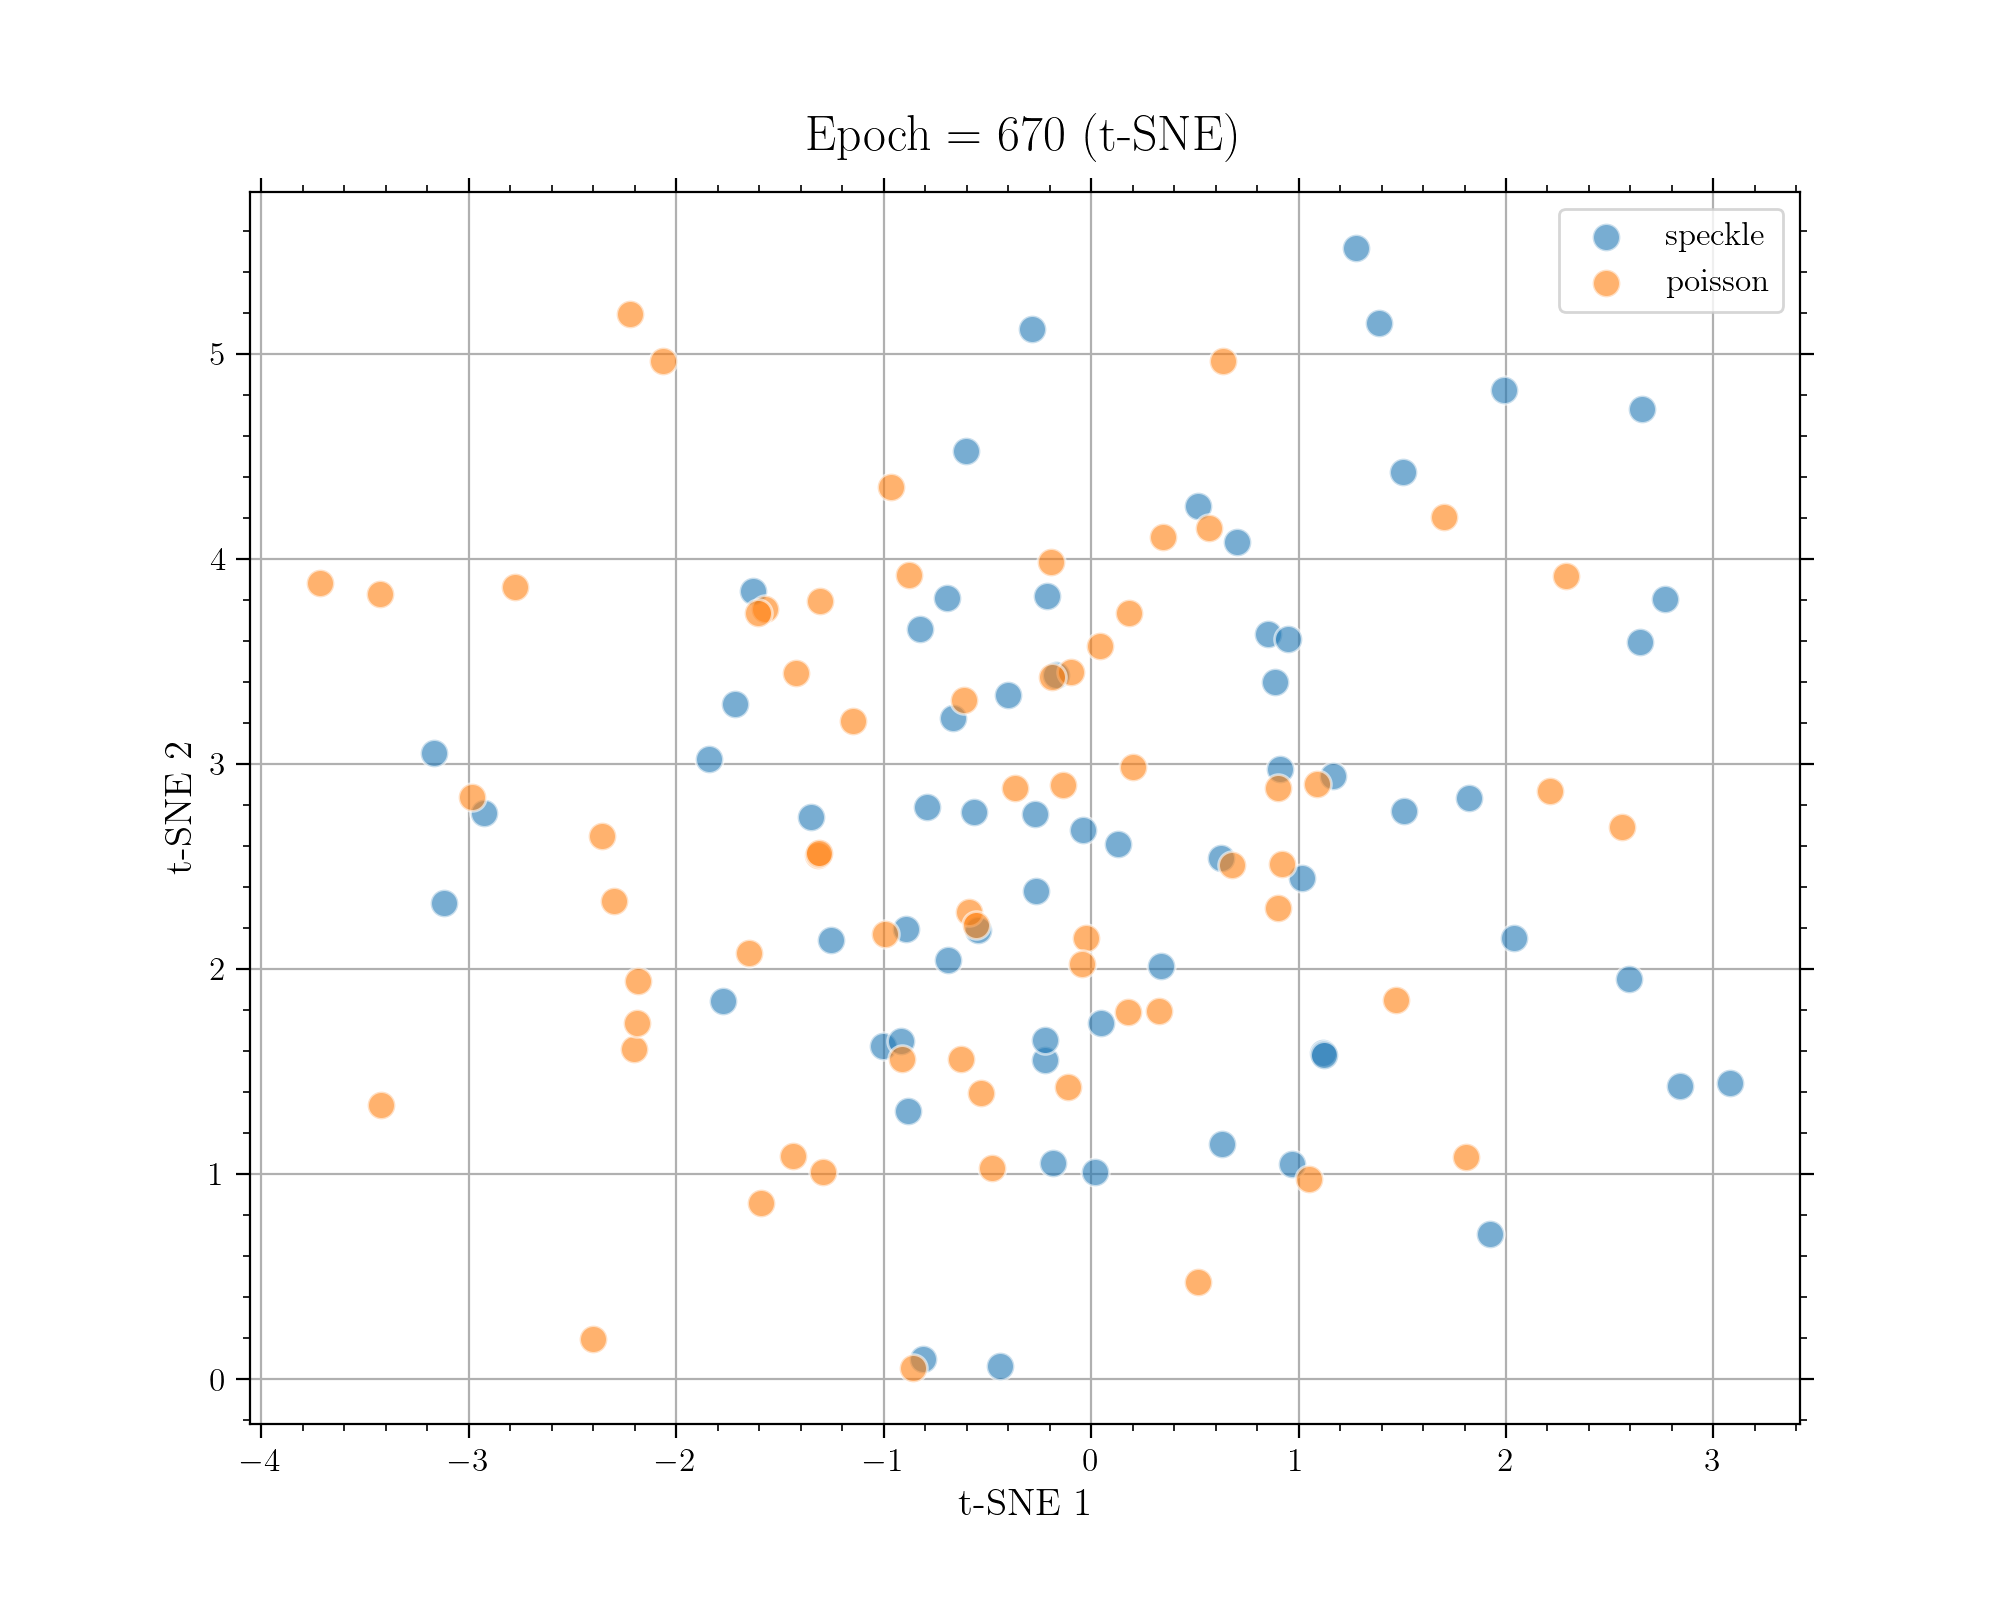 Epoch = 670 (t-SNE)
speckle
poisson
5
4
3
2
1
0
t-SNE 2
−4 −3 −2 −1 0 1 2 3
t-SNE 1